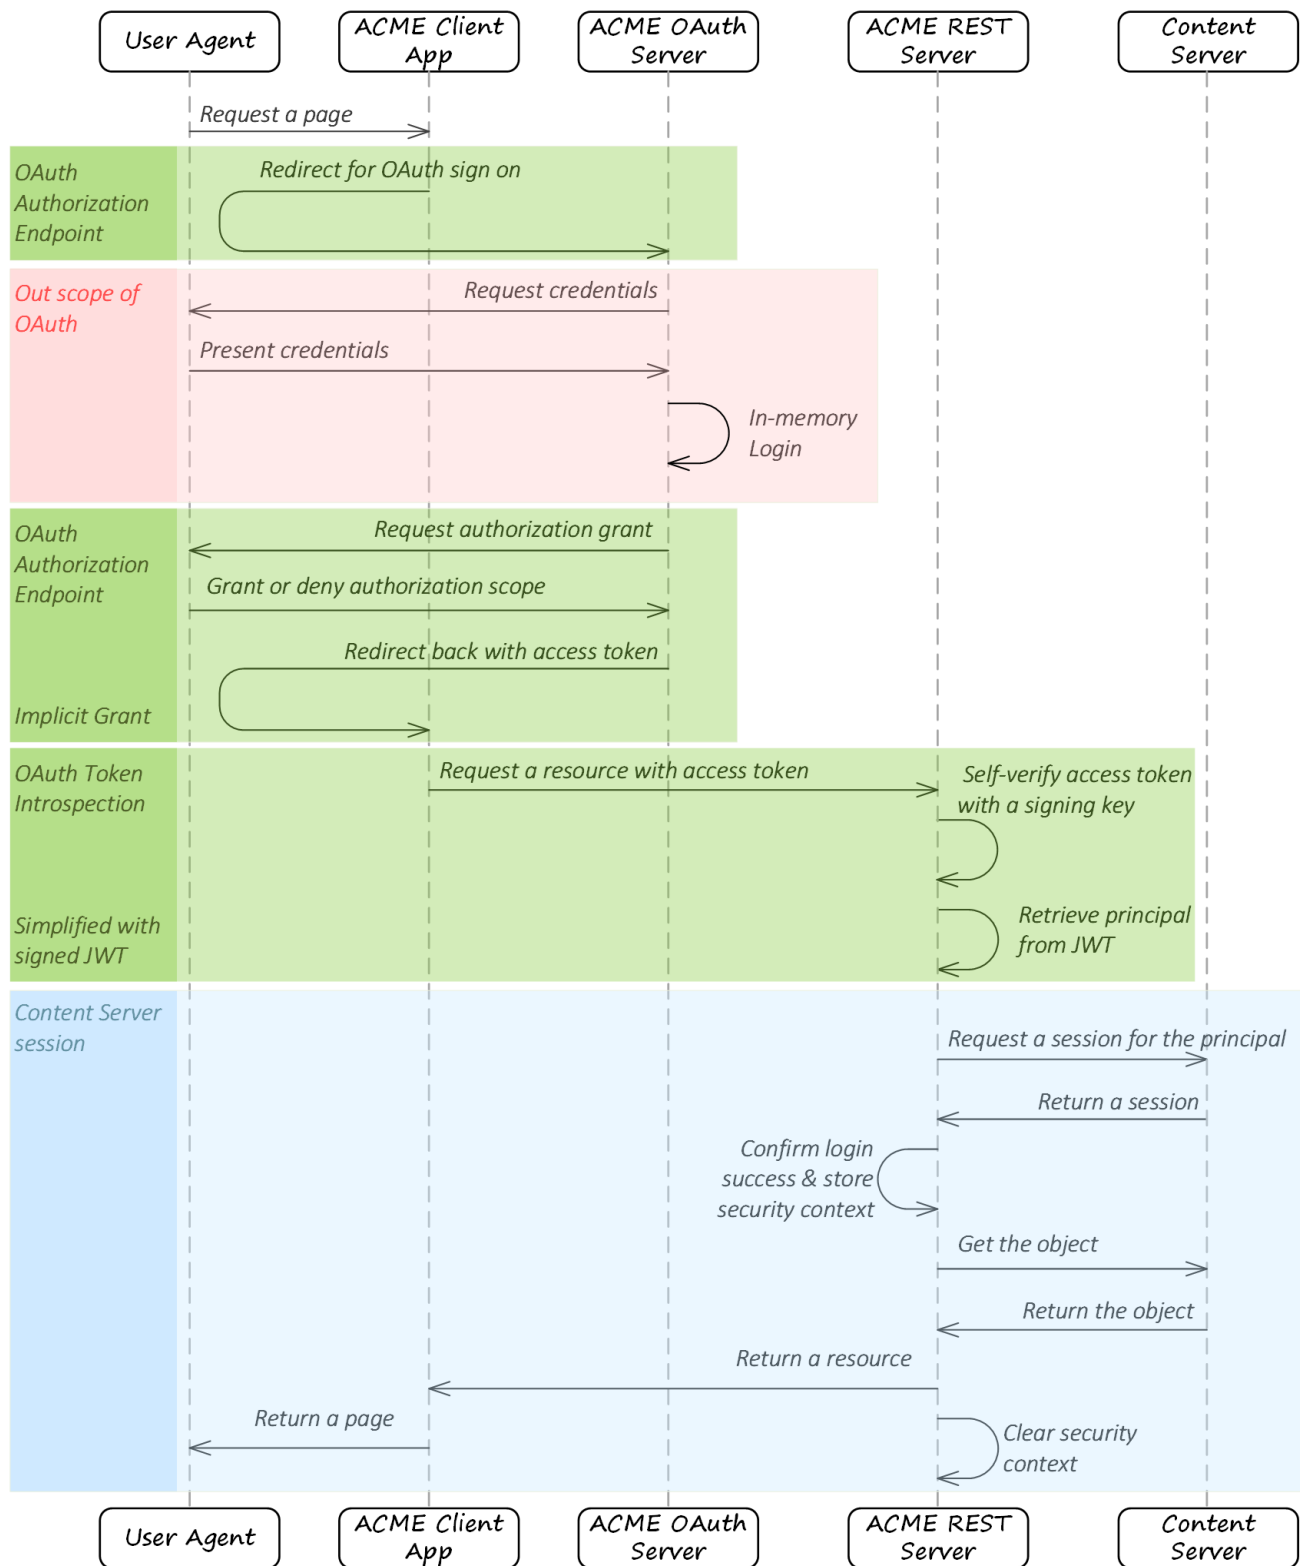 User Agent
ACME Client
App
ACME OAuth
Server
ACME REST
Server
Content
Server
Request a page
OAuth
Authorization
Endpoint
Redirect for OAuth sign on
Out scope of
OAuth
Request credentials
Present credentials
In-memory
Login
OAuth
Authorization
Endpoint
Request authorization grant
Grant or deny authorization scope
Redirect back with access token
Implicit Grant
OAuth Token
Introspection
Request a resource with access token
Self-verify access token
with a signing key
Simplified with
signed JWT
Retrieve principal
from JWT
Content Server
session
Request a session for the principal
Return a session
Confirm login
success & store
security context
Get the object
Return the object
Return a resource
Return a page
Clear security
context
User Agent
ACME Client
App
ACME OAuth
Server
ACME REST
Server
Content
Server